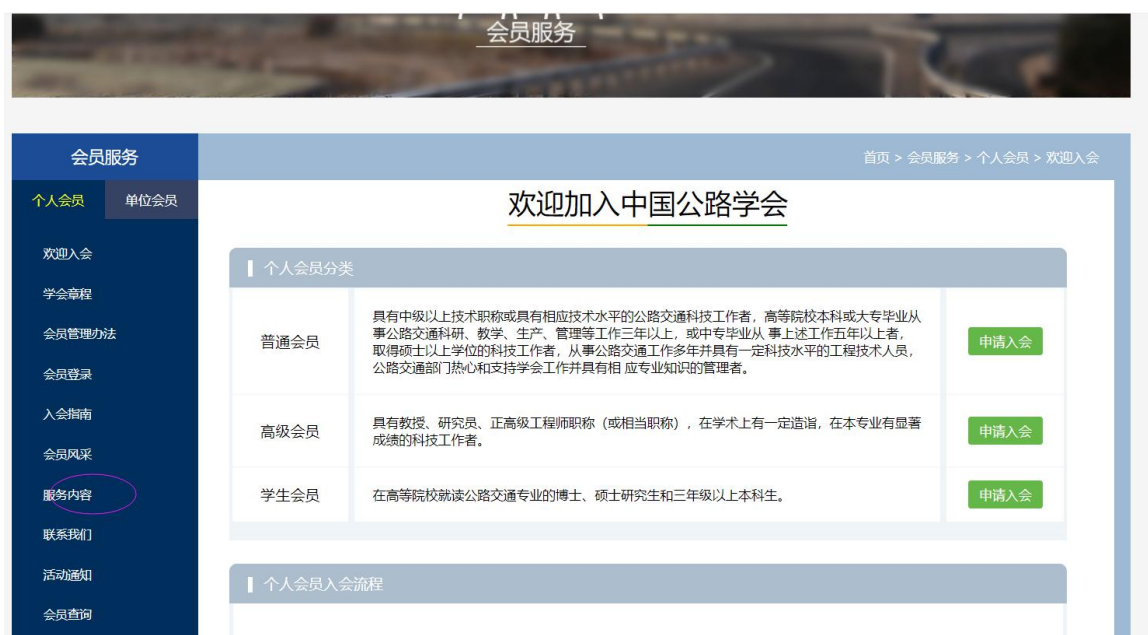 会员服务
会员服务
首页 > 会员服务 > 个人会员 > 欢迎入会
个人会员
单位会员
欢迎加入中国公路学会
欢迎入会
学会章程
会员管理办法
会员登录
入会指南
会员风采
服务内容
联系我们
活动通知
会员查询
个人会员分类
普通会员
具有中级以上技术职称或具有相应技术水平的公路交通科技工作者，高等院校本科或大专毕业从
事公路交通科研、教学、生产、管理等工作三年以上，或中专毕业从 事上述工作五年以上者，
取得硕士以上学位的科技工作者，从事公路交通工作多年并具有一定科技水平的工程技术人员，
公路交通部门热心和支持学会工作并具有相 应专业知识的管理者。
申请入会
高级会员
具有教授、研究员、正高级工程师职称（或相当职称），在学术上有一定造诣，在本专业有显著
成绩的科技工作者。
申请入会
学生会员
在高等院校就读公路交通专业的博士、硕士研究生和三年级以上本科生。
申请入会
个人会员入会流程